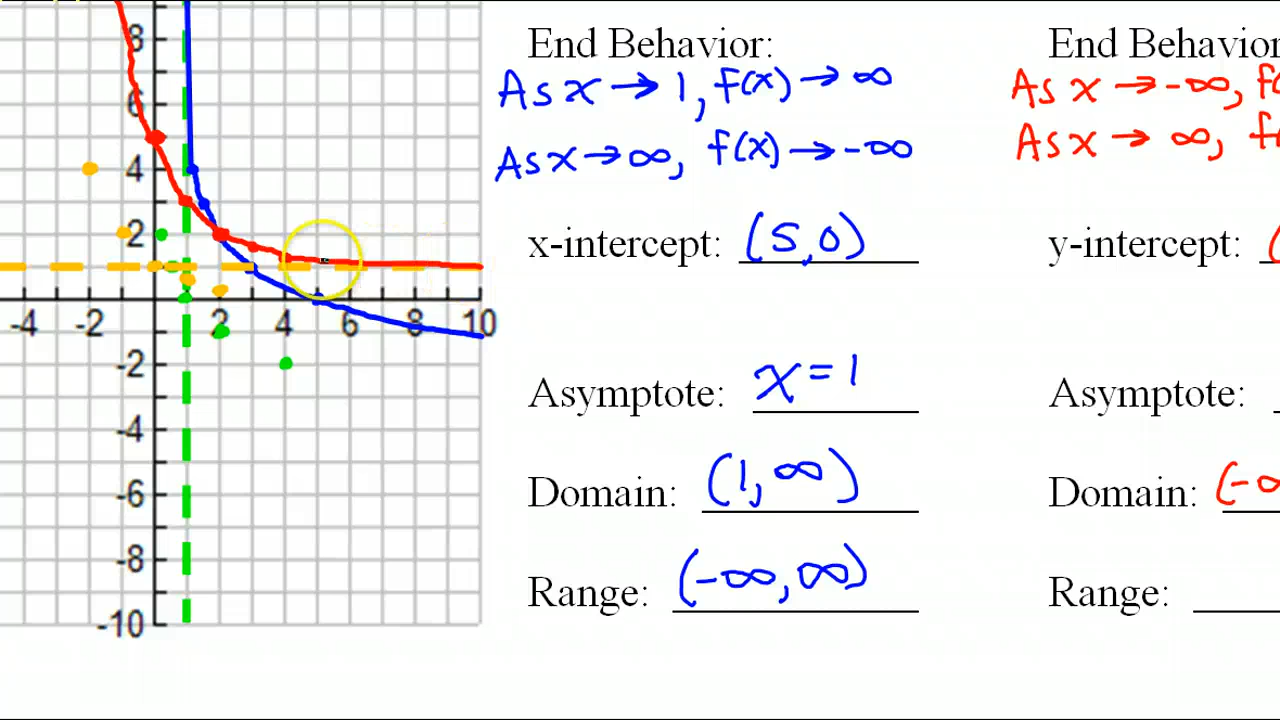 8
6
4
2
-4 -2 2 4 6 8 10
-2
-4
-6
-8
-10
End Behavior:
As x → 1, f(x) → ∞
As x → ∞, f(x) → -∞
x-intercept: (5,0)
Asymptote: x = 1
Domain: (1, ∞)
Range: (-∞, ∞)
End Behavior
As x → -∞, f(
As x → ∞, f
y-intercept: (
Asymptote:
Domain: (-∞
Range: